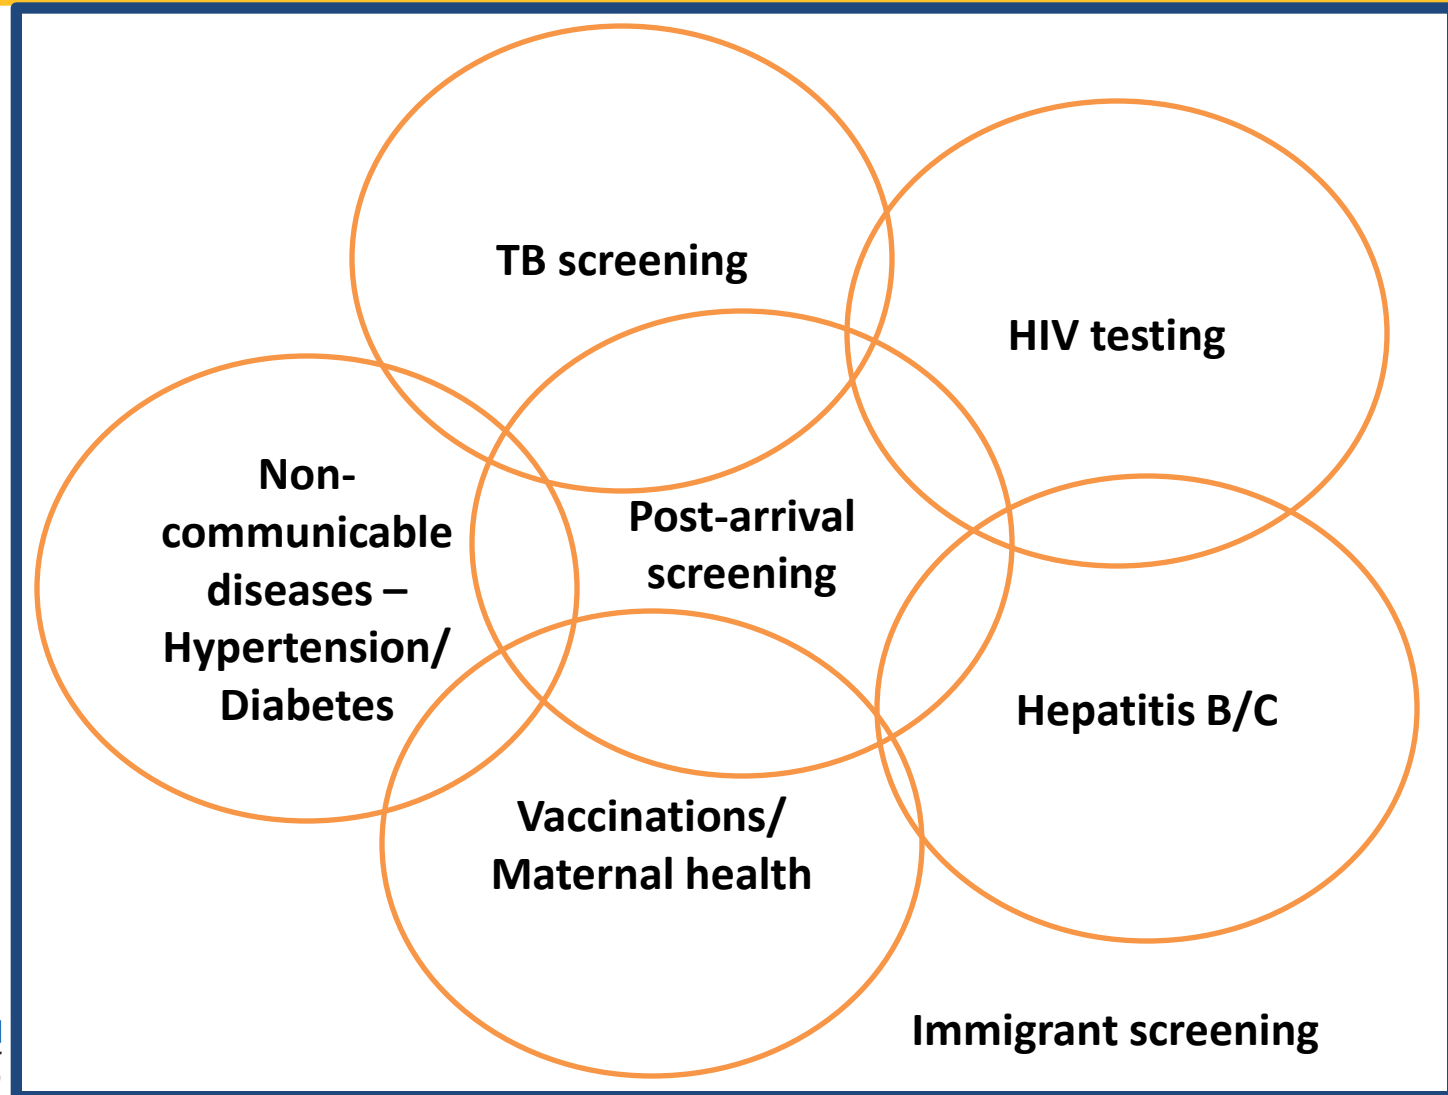 TB screening
HIV testing
Non-
communicable
diseases –
Hypertension/
Diabetes
Post-arrival
screening
Hepatitis B/C
Vaccinations/
Maternal health
Immigrant screening